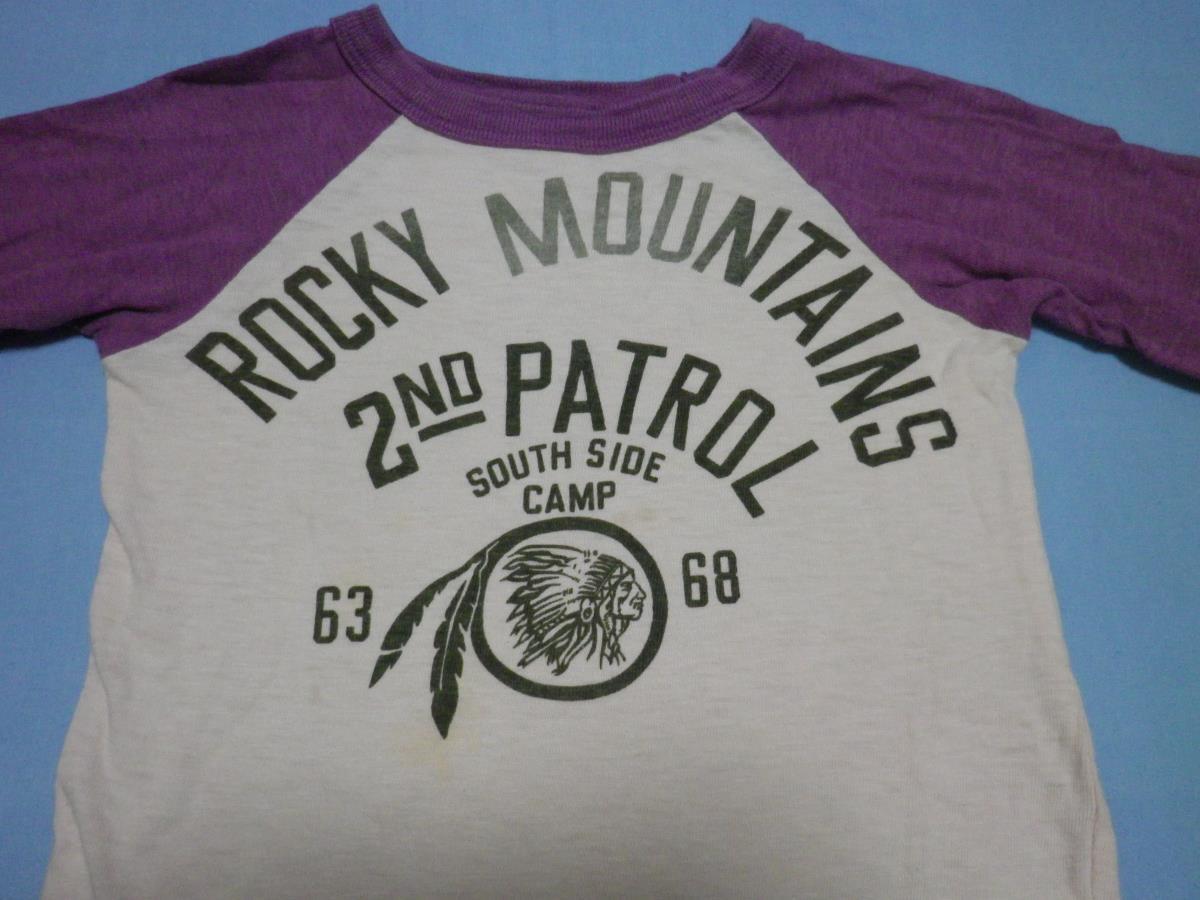 ROCKY MOUNTAINS
2ND PATROL
SOUTH SIDE
CAMP
63 68